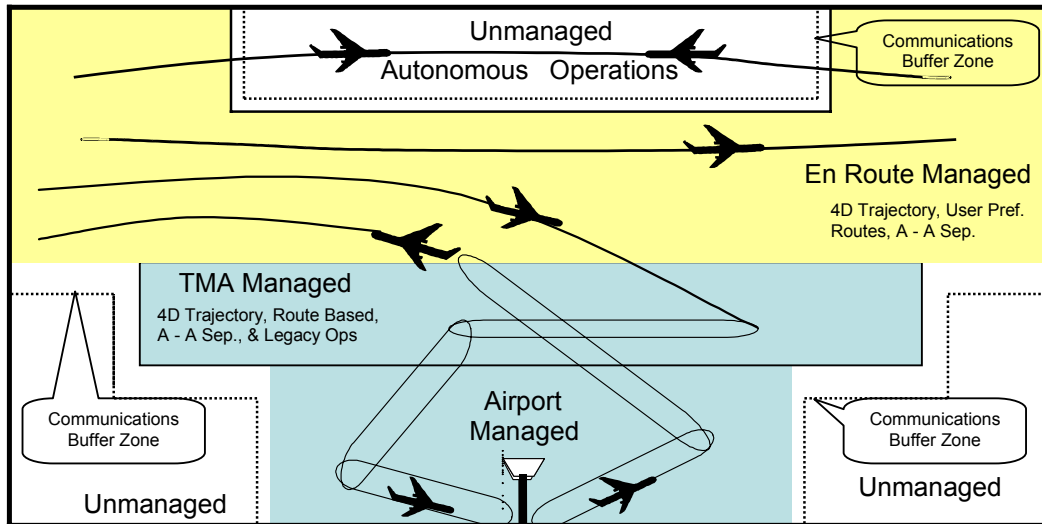 Unmanaged
Autonomous Operations
Communications
Buffer Zone
En Route Managed
4D Trajectory, User Pref.
Routes, A - A Sep.
TMA Managed
4D Trajectory, Route Based,
A - A Sep., & Legacy Ops
Airport
Managed
Communications
Buffer Zone
Communications
Buffer Zone
Unmanaged
Unmanaged